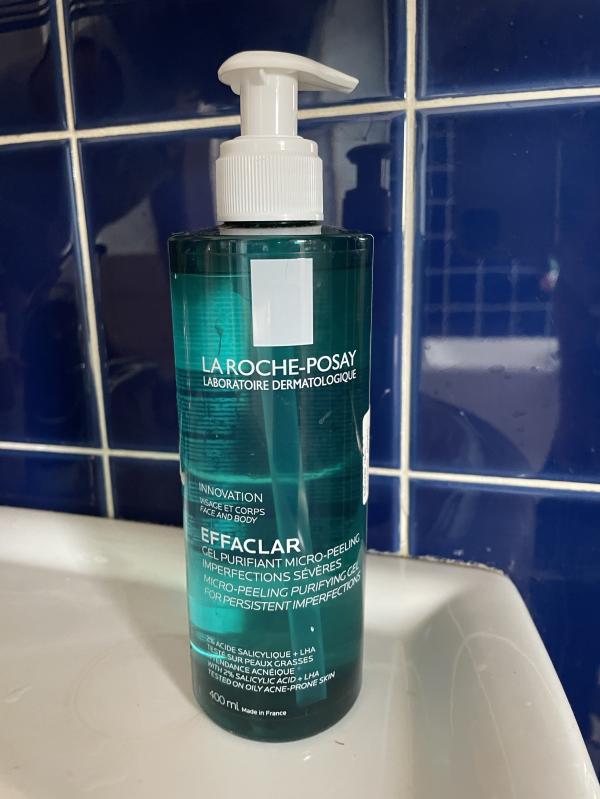 LA ROCHE-POSAY
LABORATOIRE DERMATOLOGIQUE
INNOVATION
VISAGE ET CORPS
FACE AND BODY
EFFACLAR
GEL PURIFIANT MICRO-PEELING
IMPERFECTIONS SÉVÈRES
MICRO-PEELING PURIFYING GEL
FOR PERSISTENT IMPERFECTIONS
2% ACIDE SALICYLIQUE + LHA
TESTÉ SUR PEAUX GRASSES
À TENDANCE ACNÉIQUE
WITH 2% SALICYLIC ACID + LHA
TESTED ON OILY ACNE-PRONE SKIN
400 ml Made in France